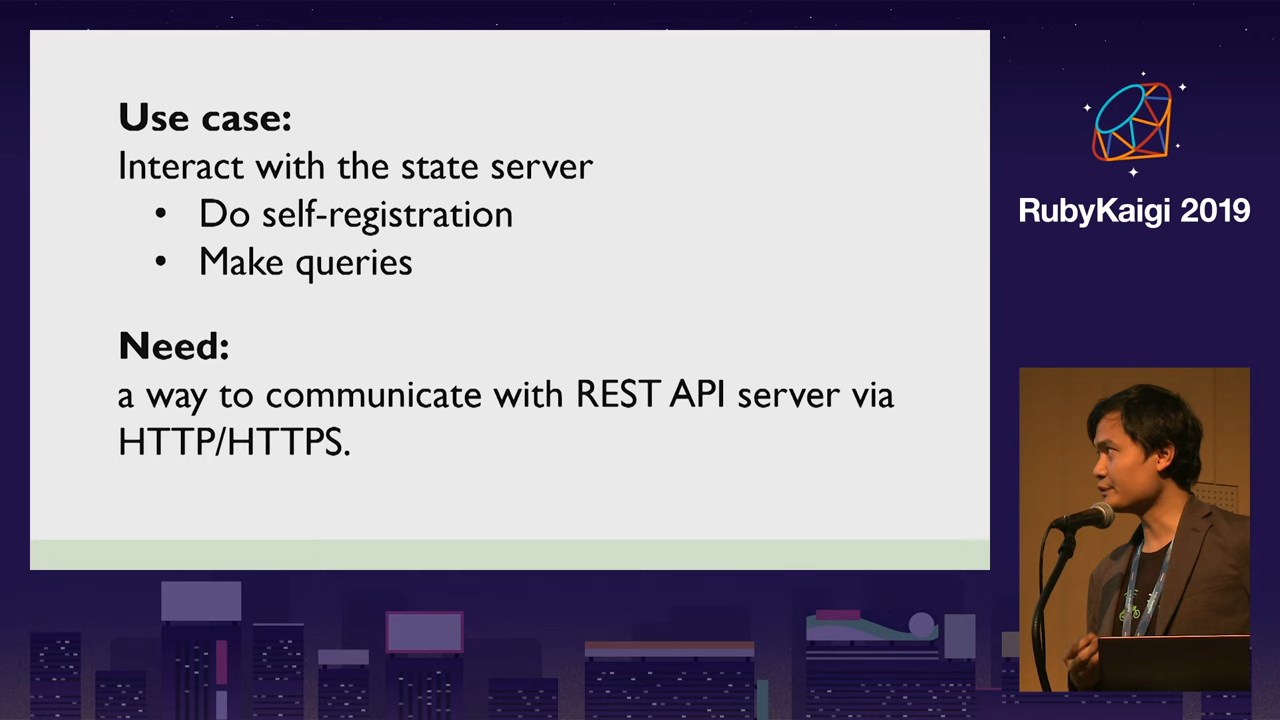 Use case:
Interact with the state server
• Do self-registration
• Make queries
Need:
a way to communicate with REST API server via
HTTP/HTTPS.
RubyKaigi 2019